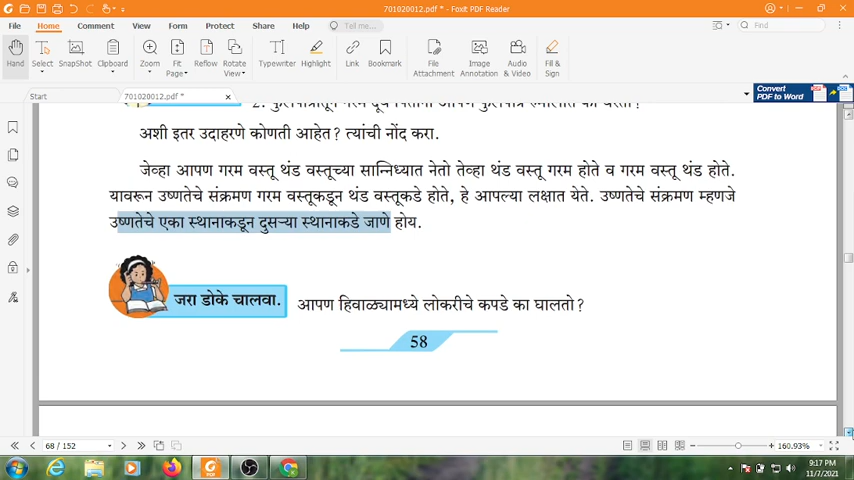 701020012.pdf * - Foxit PDF Reader
File Home Comment View Form Protect Share Help Tell me... Find
Hand Select SnapShot Clipboard Zoom Fit Page Reflow Rotate View Typewriter Highlight Link Bookmark File Attachment Image Annotation Audio & Video Fill & Sign
Convert PDF to Word
Start 701020012.pdf *
अशी इतर उदाहरणे कोणती आहेत? त्यांची नोंद करा.
जेव्हा आपण गरम वस्तू थंड वस्तूच्या सान्निध्यात नेतो तेव्हा थंड वस्तू गरम होते व गरम वस्तू थंड होते.
यावरून उष्णतेचे संक्रमण गरम वस्तूकडून थंड वस्तूकडे होते, हे आपल्या लक्षात येते. उष्णतेचे संक्रमण म्हणजे
उष्णतेचे एका स्थानाकडून दुसऱ्या स्थानाकडे जाणे होय.
जरा डोके चालवा. आपण हिवाळ्यामध्ये लोकरीचे कपडे का घालतो?
58
68 / 152 160.93%
9:17 PM
11/7/2021